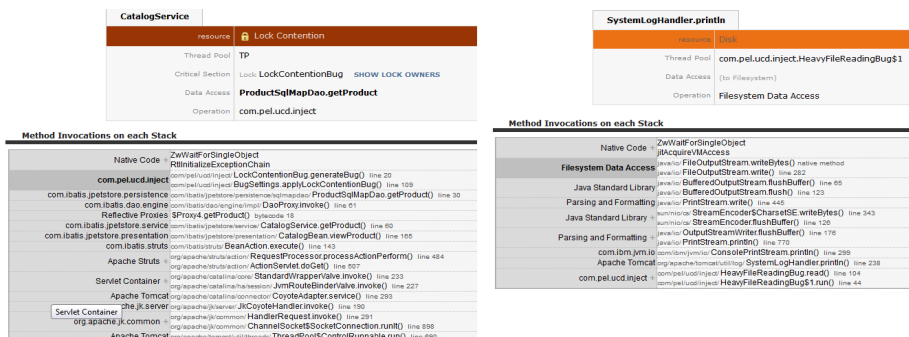 CatalogService
resource Lock Contention
Thread Pool TP
Critical Section Lock LockContentionBug SHOW LOCK OWNERS
Data Access ProductSqlMapDao.getProduct
Operation com.pel.ucd.inject
Method Invocations on each Stack
Native Code + ZwWaitForSingleObject
RtlInitializeExceptionChain
com.pel.ucd.inject com/pel/ucd/inject/ LockContentionBug.generateBug() line 20
com/pel/ucd/inject/ BugSettings.applyLockContentionBug() line 109
com.ibatis.jpetstore.persistence com/ibatis/jpetstore/persistence/sqlmapdao/ ProductSqlMapDao.getProduct() line 30
com.ibatis.dao.engine com/ibatis/dao/engine/impl/ DaoProxy.invoke() line 61
Reflective Proxies $Proxy4.getProduct() bytecode 18
com.ibatis.jpetstore.service com/ibatis/jpetstore/service/ CatalogService.getProduct() line 60
com.ibatis.jpetstore.presentation com/ibatis/jpetstore/presentation/ CatalogBean.viewProduct() line 165
com.ibatis.struts com/ibatis/struts/ BeanAction.execute() line 143
Apache Struts + org/apache/struts/action/ RequestProcessor.processActionPerform() line 484
org/apache/struts/action/ ActionServlet.doGet() line 507
Servlet Container + org/apache/catalina/core/ StandardWrapperValve.invoke() line 233
org/apache/catalina/ha/session/ JvmRouteBinderValve.invoke() line 227
Apache Tomcat org/apache/catalina/connector/ CoyoteAdapter.service() line 293
che.jk.server org/apache/jk/server/ JkCoyoteHandler.invoke() line 190
Servlet Container
org.apache.jk.common + org/apache/jk/common/ HandlerRequest.invoke() line 291
org/apache/jk/common/ ChannelSocket$SocketConnection.runIt() line 898
Apache Tomcat org/apache/tomcat/util/threads/ ThreadPool$ControlRunnable.run() line 690
SystemLogHandler.println
resource Disk
Thread Pool com.pel.ucd.inject.HeavyFileReadingBug$1
Data Access (to Filesystem)
Operation Filesystem Data Access
Method Invocations on each Stack
Native Code + ZwWaitForSingleObject
jitAcquireVMAccess
Filesystem Data Access java/io/ FileOutputStream.writeBytes() native method
java/io/ FileOutputStream.write() line 282
Java Standard Library java/io/ BufferedOutputStream.flushBuffer() line 65
java/io/ BufferedOutputStream.flush() line 123
Parsing and Formatting java/io/ PrintStream.write() line 445
Java Standard Library + sun/nio/cs/ StreamEncoder$CharsetSE.writeBytes() line 343
sun/nio/cs/ StreamEncoder.flushBuffer() line 126
Parsing and Formatting + java/io/ OutputStreamWriter.flushBuffer() line 176
java/io/ PrintStream.println() line 770
com.ibm.jvm.io com/ibm/jvm/io/ ConsolePrintStream.println() line 299
Apache Tomcat org/apache/tomcat/util/log/ SystemLogHandler.println() line 238
com.pel.ucd.inject + com/pel/ucd/inject/ HeavyFileReadingBug.read() line 104
com/pel/ucd/inject/ HeavyFileReadingBug$1.run() line 44